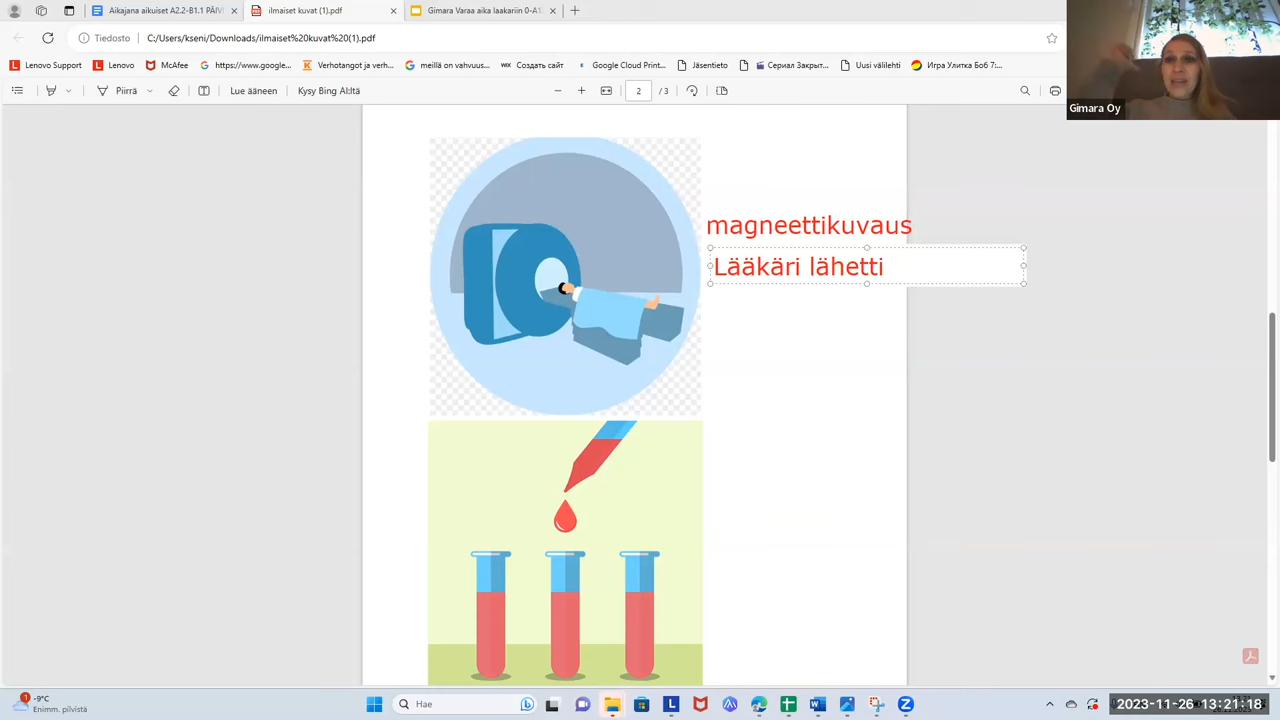 Aikajana aikuiset A2.2-B1.1 PÄIV
ilmaiset kuvat (1).pdf
Gimara Varaa aika laakariin 0-A1
Tiedosto
C:/Users/kseni/Downloads/ilmaiset%20kuvat%20(1).pdf
Lenovo Support
Lenovo
McAfee
https://www.google...
Verhotangot ja verh...
meillä on vahvuus...
WIX
Создать сайт
Google Cloud Print...
Jäsentieto
Сериал Закрыт...
Uusi välilehti
Игра Улитка Боб 7:...
Piirrä
Lue ääneen
Kysy Bing AI:ltä
2 / 3
Gimara Oy
magneettikuvaus
Lääkäri lähetti
1
-9°C
Enimm. pilvistä
Hae
2023-11-26 13:21:18